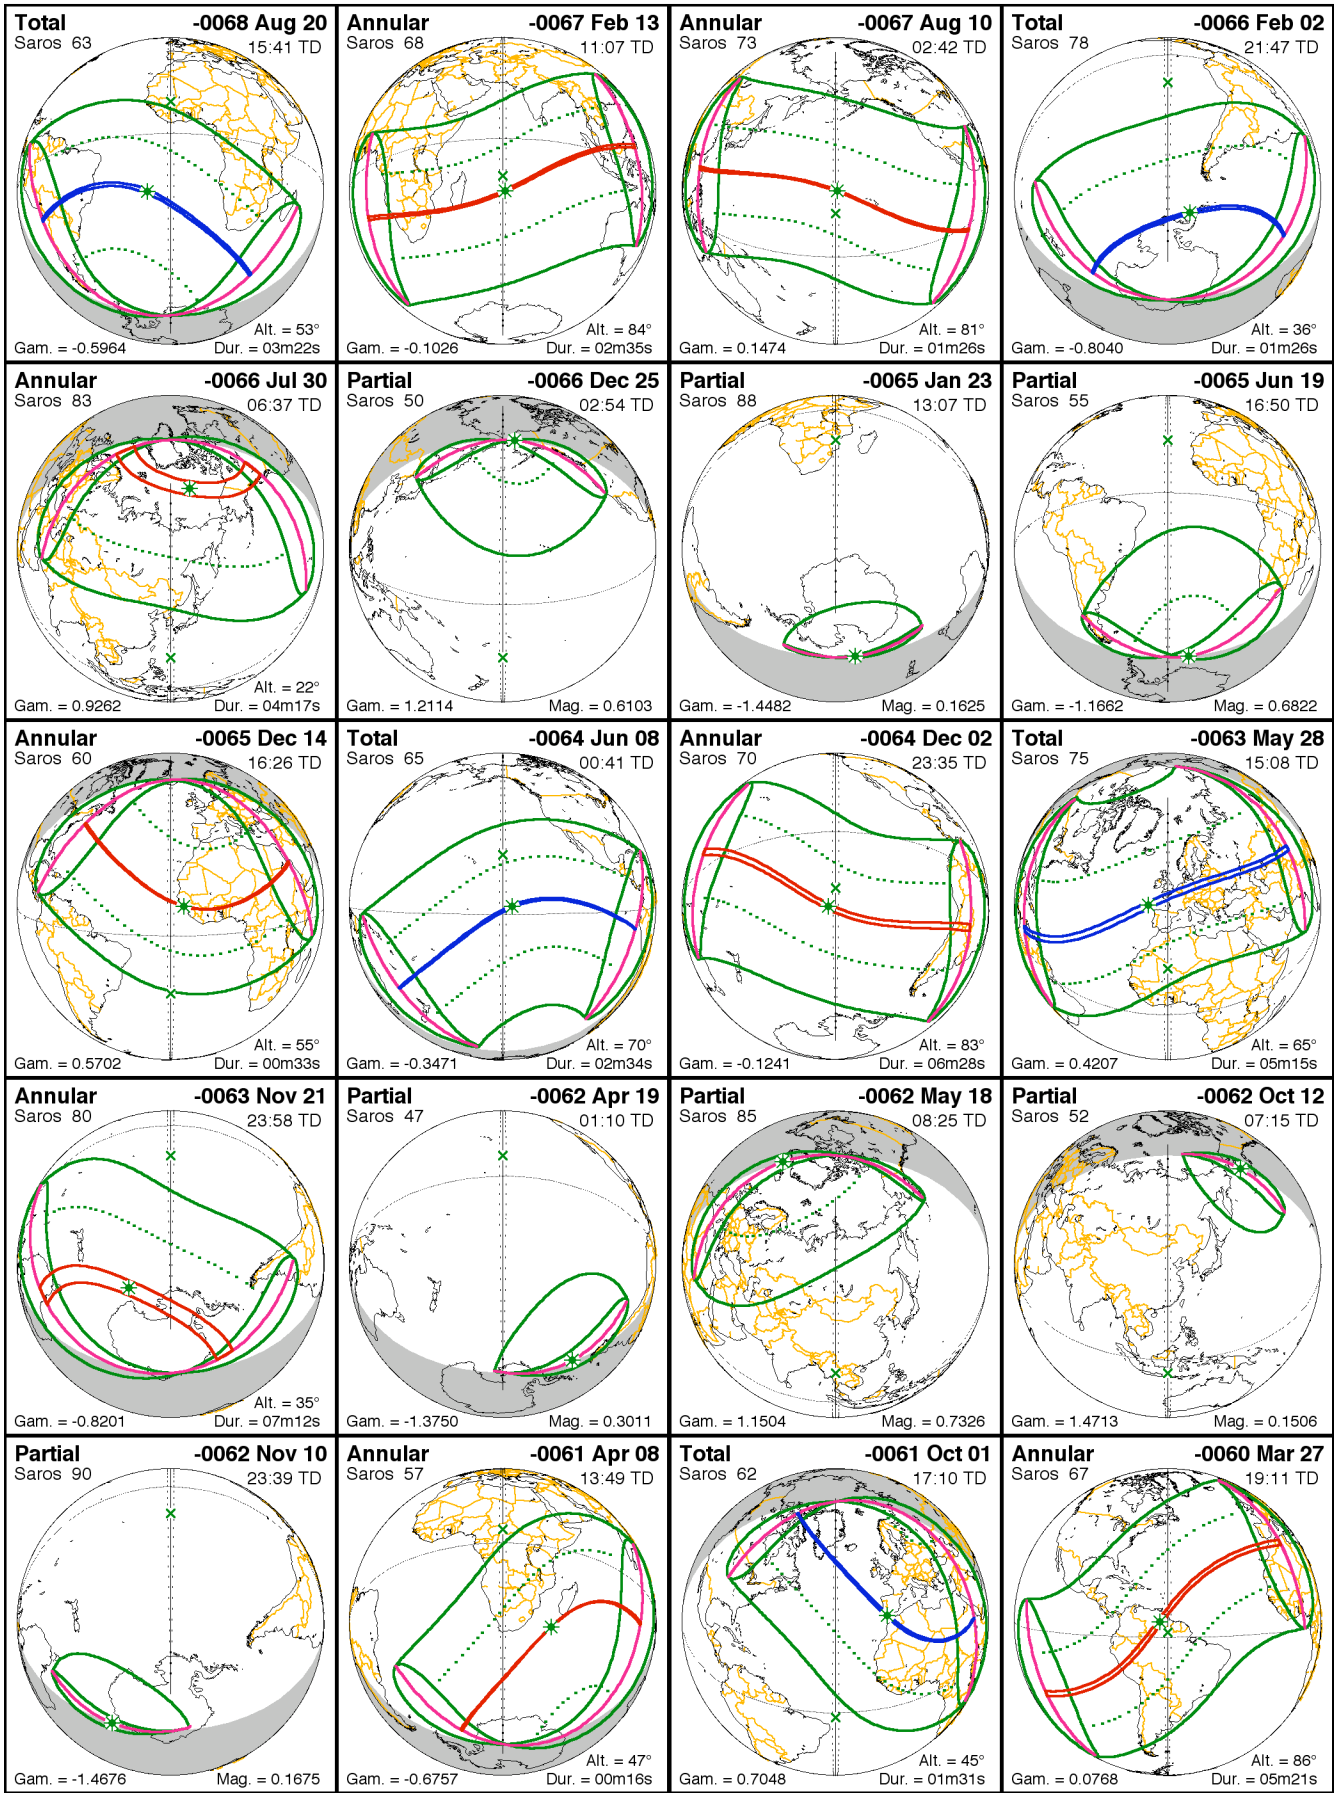 Total -0068 Aug 20
Saros 63 15:41 TD
Alt. = 53°
Gam. = -0.5964 Dur. = 03m22s
Annular -0067 Feb 13
Saros 68 11:07 TD
Alt. = 84°
Gam. = -0.1026 Dur. = 02m35s
Annular -0067 Aug 10
Saros 73 02:42 TD
Alt. = 81°
Gam. = 0.1474 Dur. = 01m26s
Total -0066 Feb 02
Saros 78 21:47 TD
Alt. = 36°
Gam. = -0.8040 Dur. = 01m26s
Annular -0066 Jul 30
Saros 83 06:37 TD
Alt. = 22°
Gam. = 0.9262 Dur. = 04m17s
Partial -0066 Dec 25
Saros 50 02:54 TD
Gam. = 1.2114 Mag. = 0.6103
Partial -0065 Jan 23
Saros 88 13:07 TD
Gam. = -1.4482 Mag. = 0.1625
Partial -0065 Jun 19
Saros 55 16:50 TD
Gam. = -1.1662 Mag. = 0.6822
Annular -0065 Dec 14
Saros 60 16:26 TD
Alt. = 55°
Gam. = 0.5702 Dur. = 00m33s
Total -0064 Jun 08
Saros 65 00:41 TD
Alt. = 70°
Gam. = -0.3471 Dur. = 02m34s
Annular -0064 Dec 02
Saros 70 23:35 TD
Alt. = 83°
Gam. = -0.1241 Dur. = 06m28s
Total -0063 May 28
Saros 75 15:08 TD
Alt. = 65°
Gam. = 0.4207 Dur. = 05m15s
Annular -0063 Nov 21
Saros 80 23:58 TD
Alt. = 35°
Gam. = -0.8201 Dur. = 07m12s
Partial -0062 Apr 19
Saros 47 01:10 TD
Gam. = -1.3750 Mag. = 0.3011
Partial -0062 May 18
Saros 85 08:25 TD
Gam. = 1.1504 Mag. = 0.7326
Partial -0062 Oct 12
Saros 52 07:15 TD
Gam. = 1.4713 Mag. = 0.1506
Partial -0062 Nov 10
Saros 90 23:39 TD
Gam. = -1.4676 Mag. = 0.1675
Annular -0061 Apr 08
Saros 57 13:49 TD
Alt. = 47°
Gam. = -0.6757 Dur. = 00m16s
Total -0061 Oct 01
Saros 62 17:10 TD
Alt. = 45°
Gam. = 0.7048 Dur. = 01m31s
Annular -0060 Mar 27
Saros 67 19:11 TD
Alt. = 86°
Gam. = 0.0768 Dur. = 05m21s